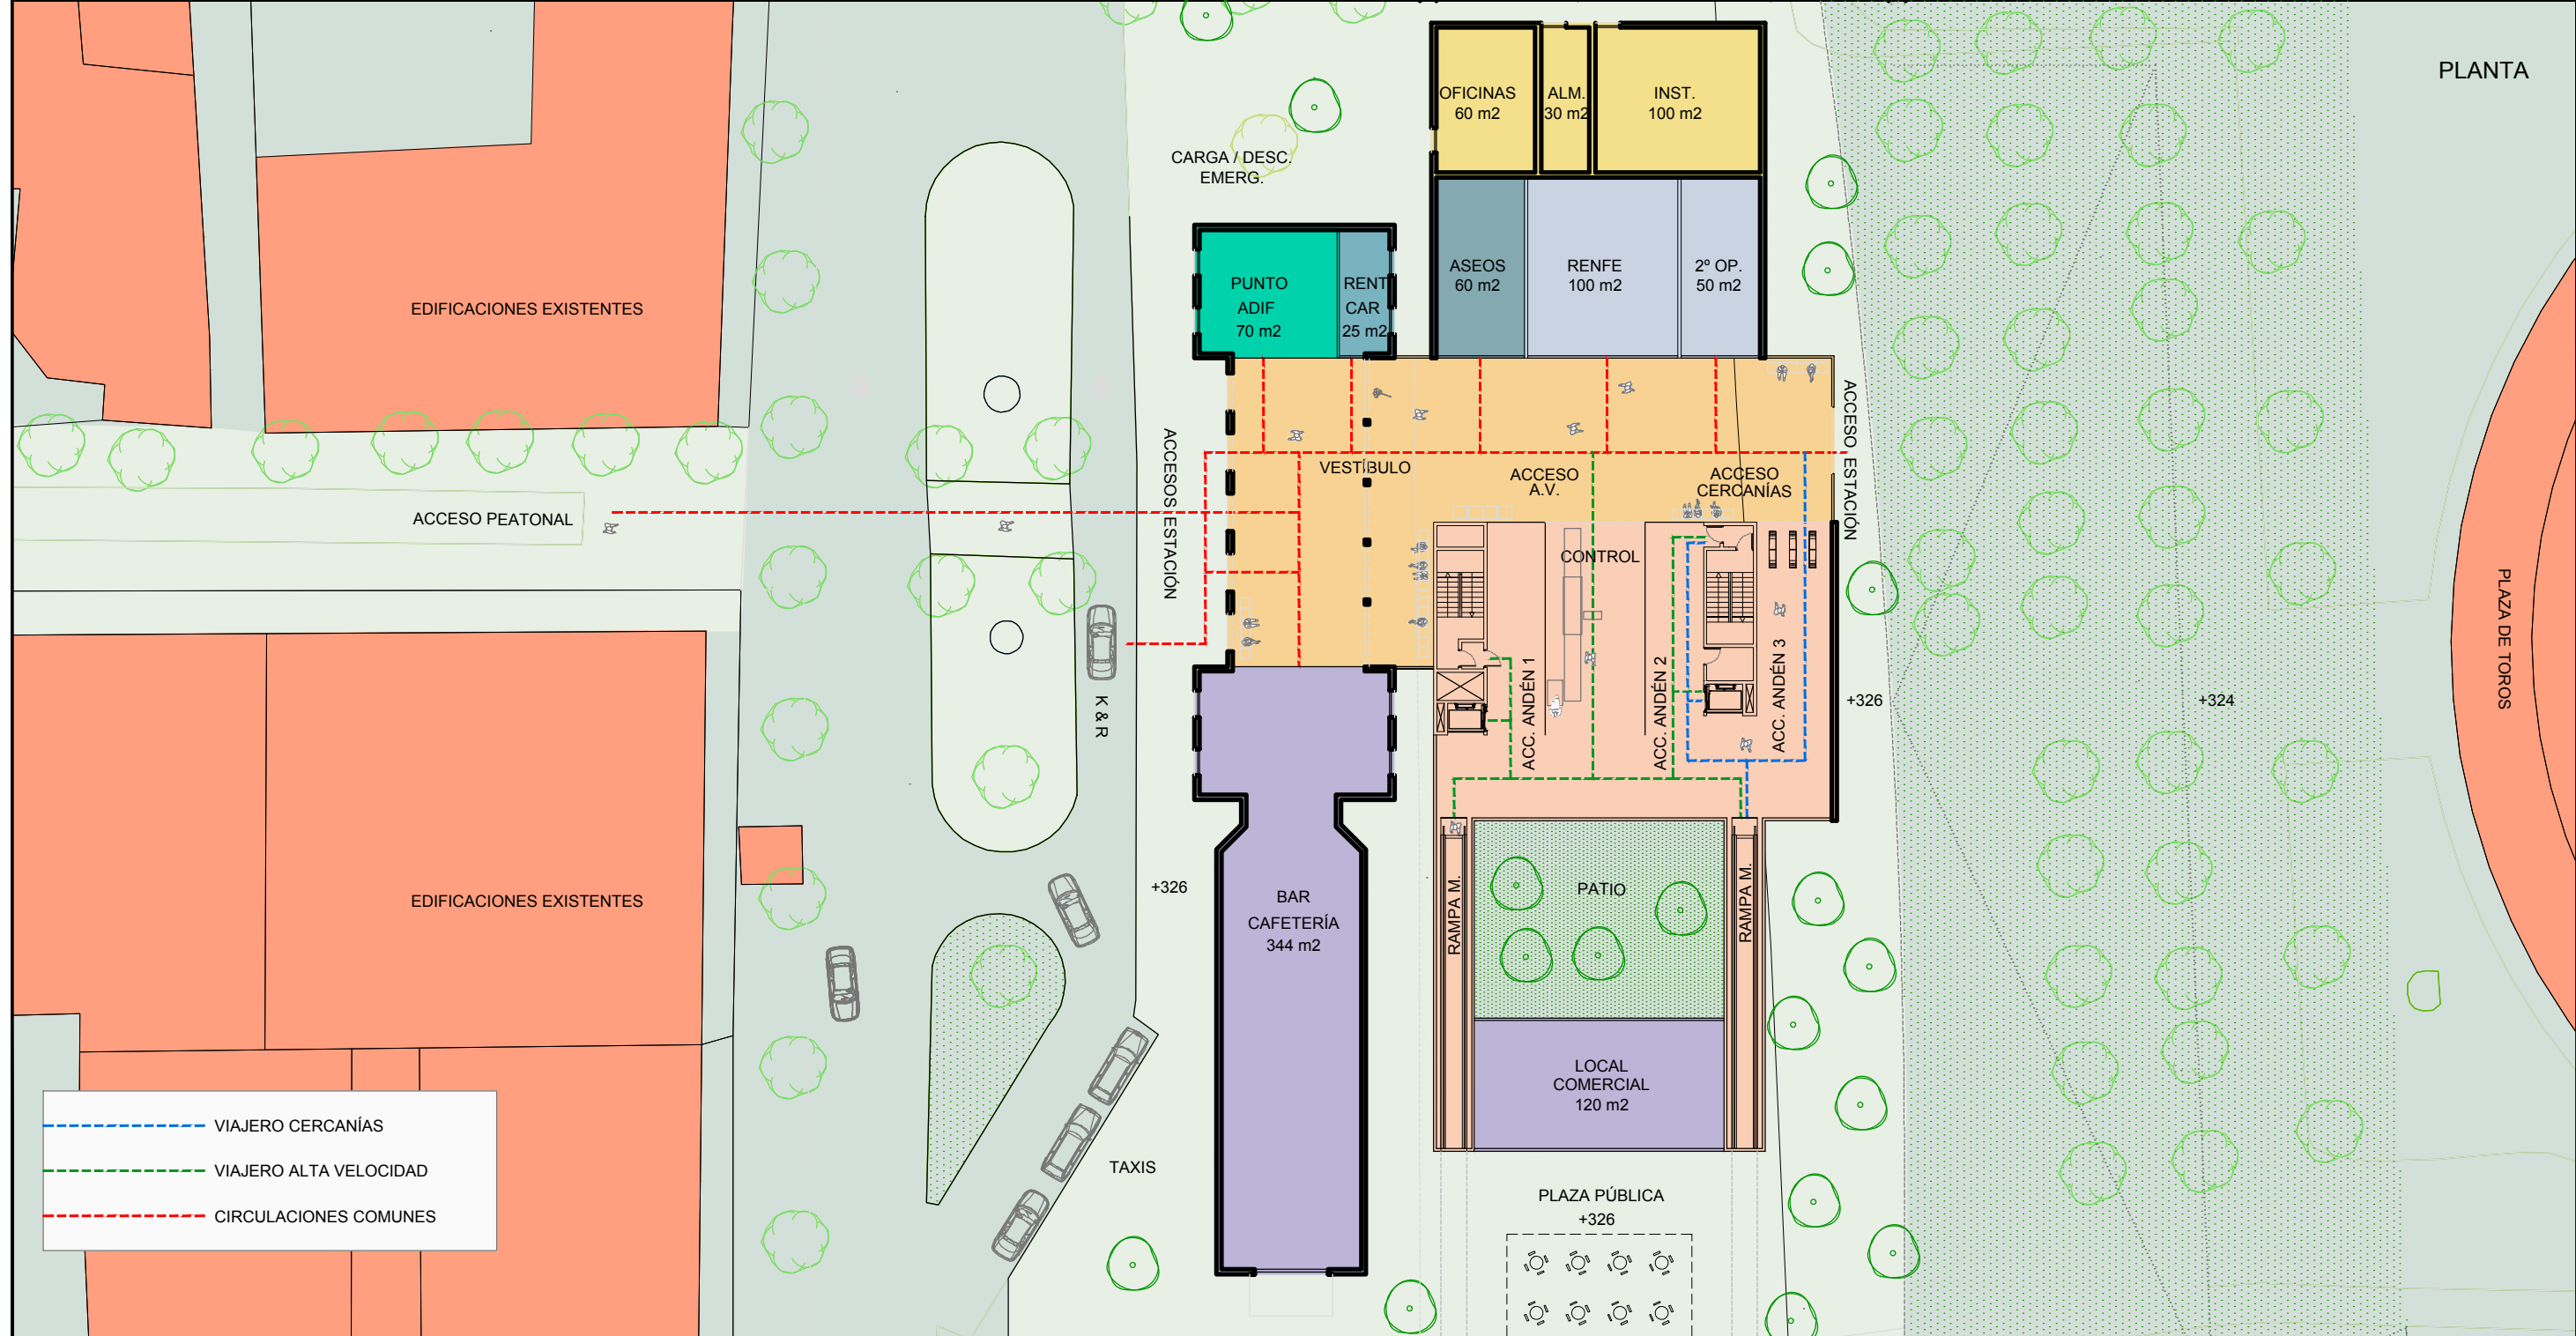 PLANTA
OFICINAS
60 m2
ALM.
30 m2
INST.
100 m2
CARGA / DESC.
EMERG.
ASEOS
60 m2
RENFE
100 m2
2º OP.
50 m2
PUNTO
ADIF
70 m2
RENT
CAR
25 m2
EDIFICACIONES EXISTENTES
ACCESO PEATONAL
ACCESOS ESTACIÓN
VESTÍBULO
ACCESO
A.V.
ACCESO
CERCANÍAS
ACCESO ESTACIÓN
CONTROL
ACC. ANDÉN 1
ACC. ANDÉN 2
ACC. ANDÉN 3
K & R
+326
+324
PLAZA DE TOROS
EDIFICACIONES EXISTENTES
+326
BAR
CAFETERÍA
344 m2
RAMPA M.
PATIO
RAMPA M.
LOCAL
COMERCIAL
120 m2
TAXIS
PLAZA PÚBLICA
+326
VIAJERO CERCANÍAS
VIAJERO ALTA VELOCIDAD
CIRCULACIONES COMUNES